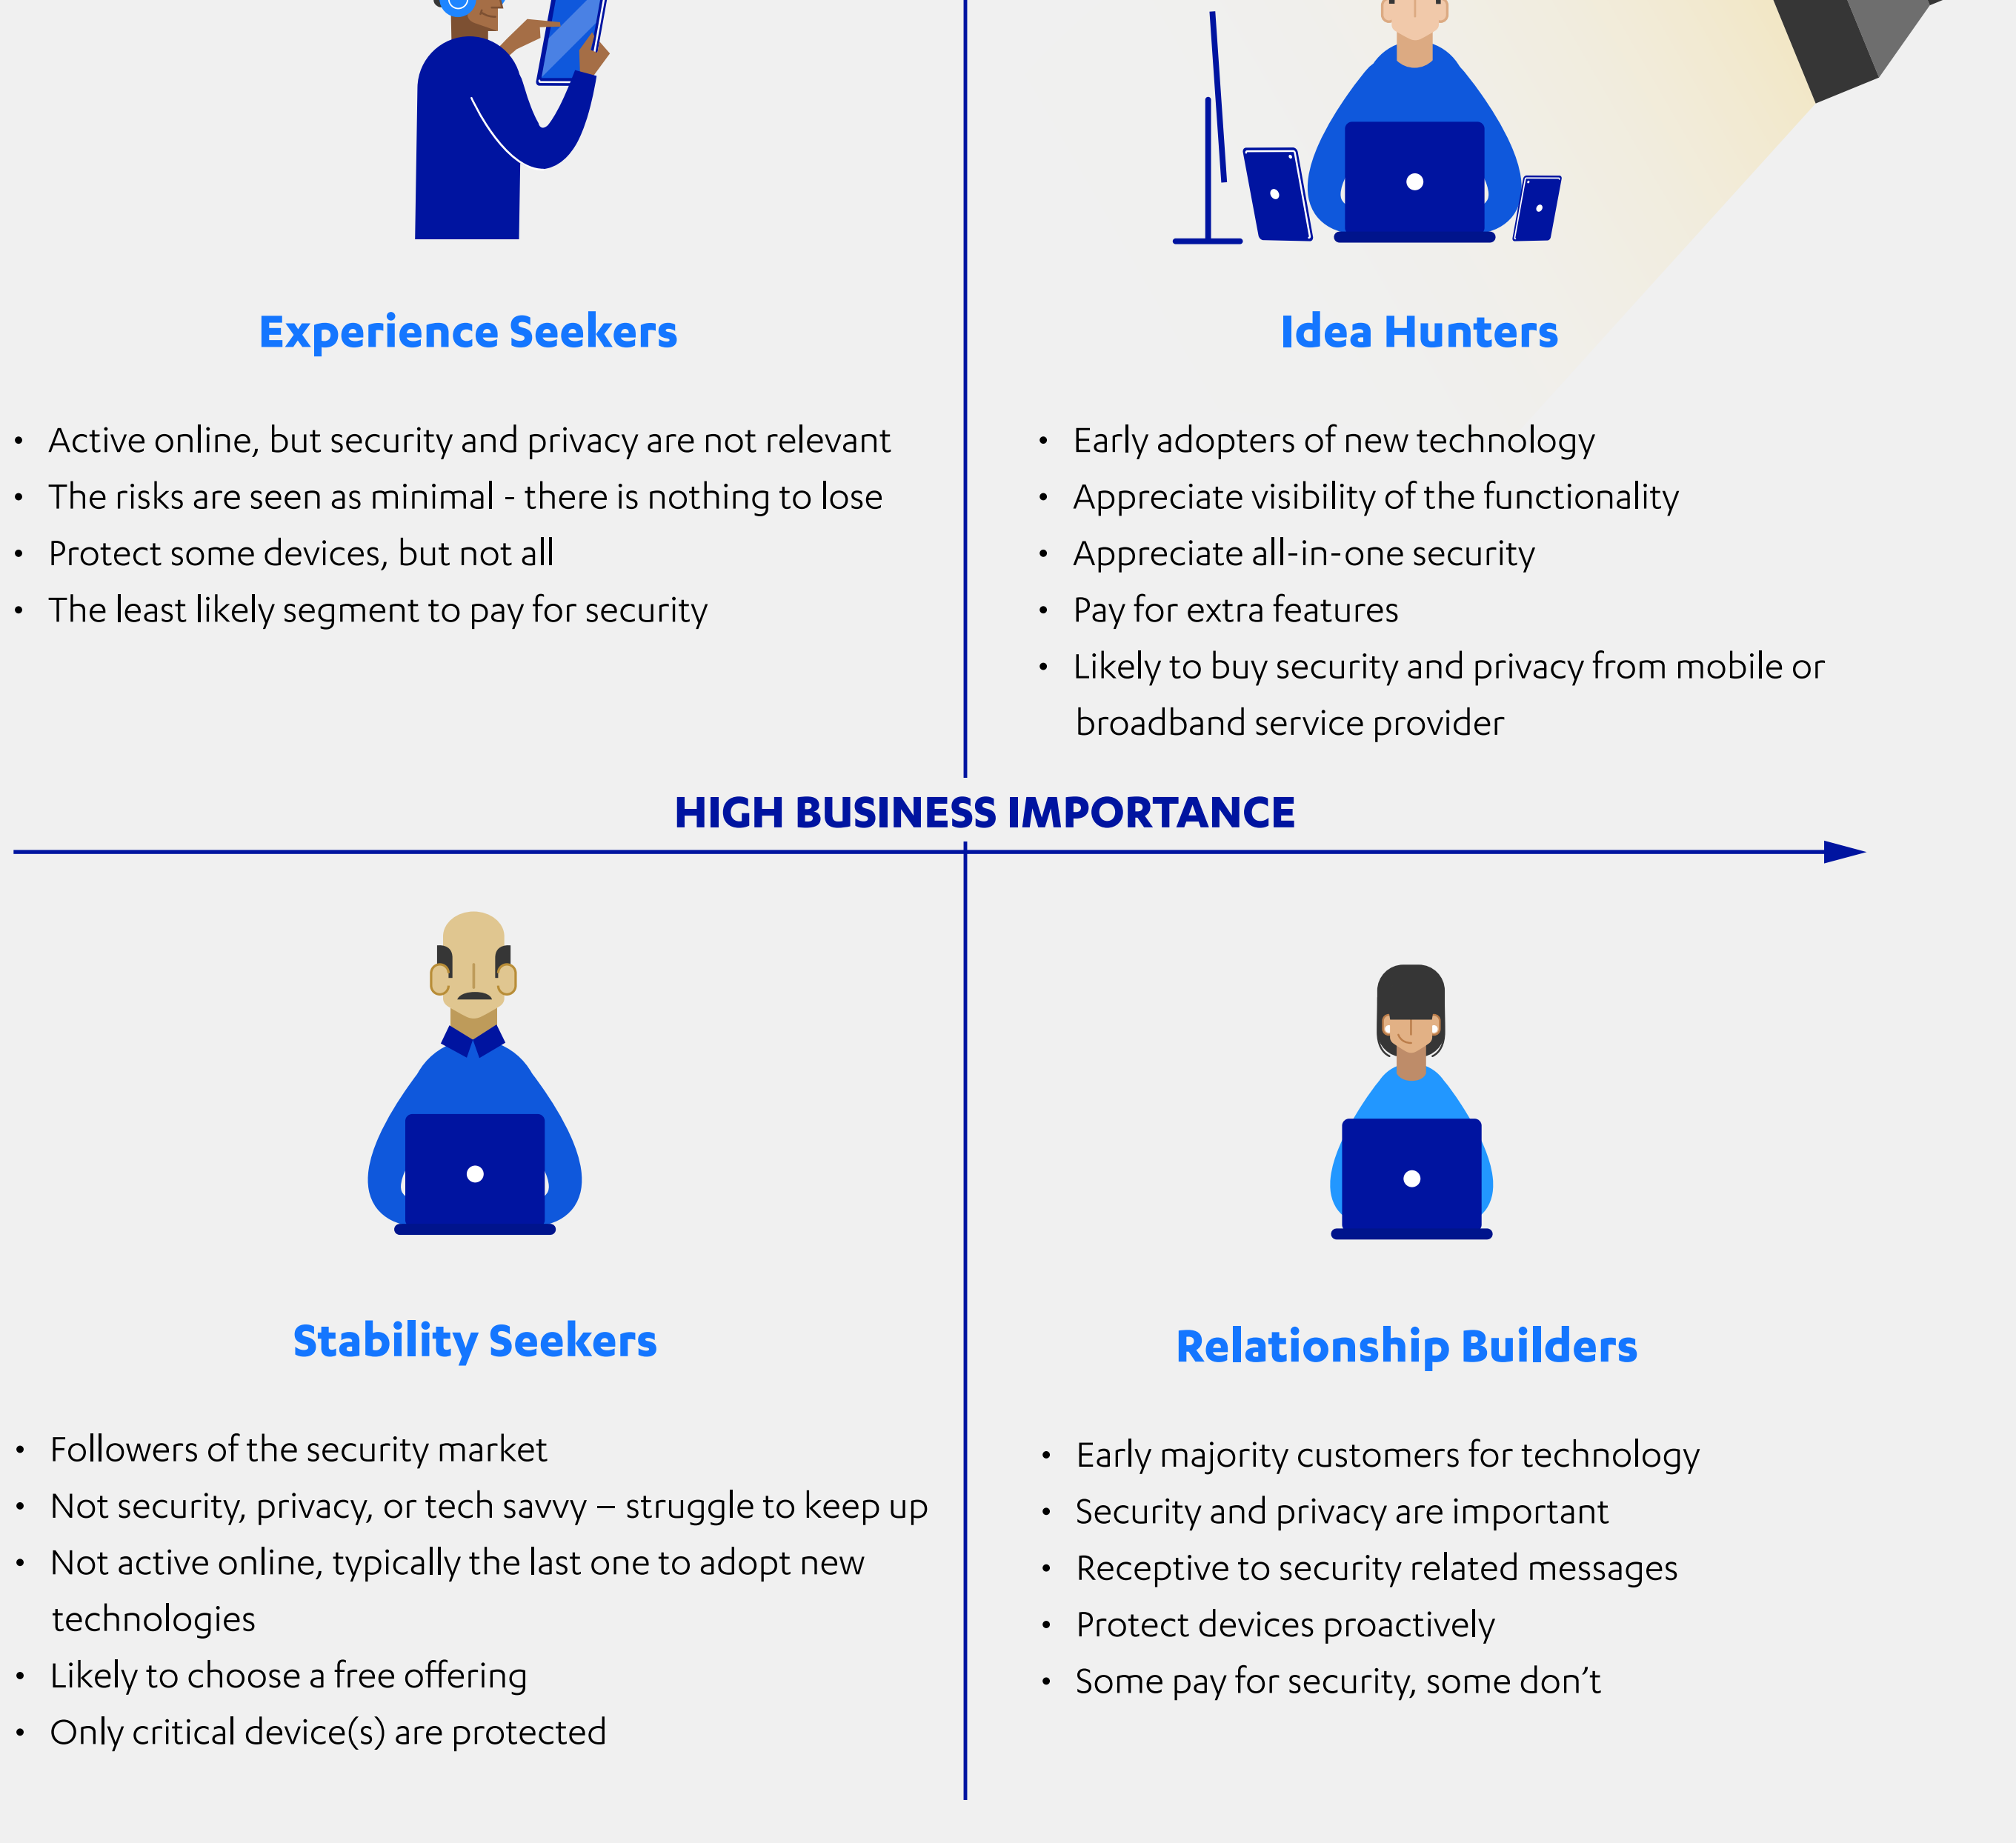 Experience Seekers
• Active online, but security and privacy are not relevant
• The risks are seen as minimal - there is nothing to lose
• Protect some devices, but not all
• The least likely segment to pay for security
Idea Hunters
• Early adopters of new technology
• Appreciate visibility of the functionality
• Appreciate all-in-one security
• Pay for extra features
• Likely to buy security and privacy from mobile or
broadband service provider
HIGH BUSINESS IMPORTANCE
Stability Seekers
• Followers of the security market
• Not security, privacy, or tech savvy – struggle to keep up
• Not active online, typically the last one to adopt new
technologies
• Likely to choose a free offering
• Only critical device(s) are protected
Relationship Builders
• Early majority customers for technology
• Security and privacy are important
• Receptive to security related messages
• Protect devices proactively
• Some pay for security, some don’t